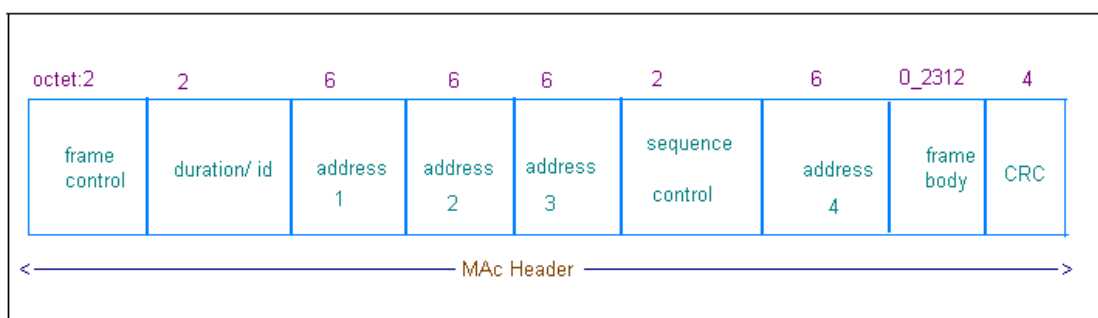 octet:2 2 6 6 6 2 6 0_2312 4
frame
control
duration/ id
address
1
address
2
address
3
sequence
control
address
4
frame
body
CRC
MAc Header